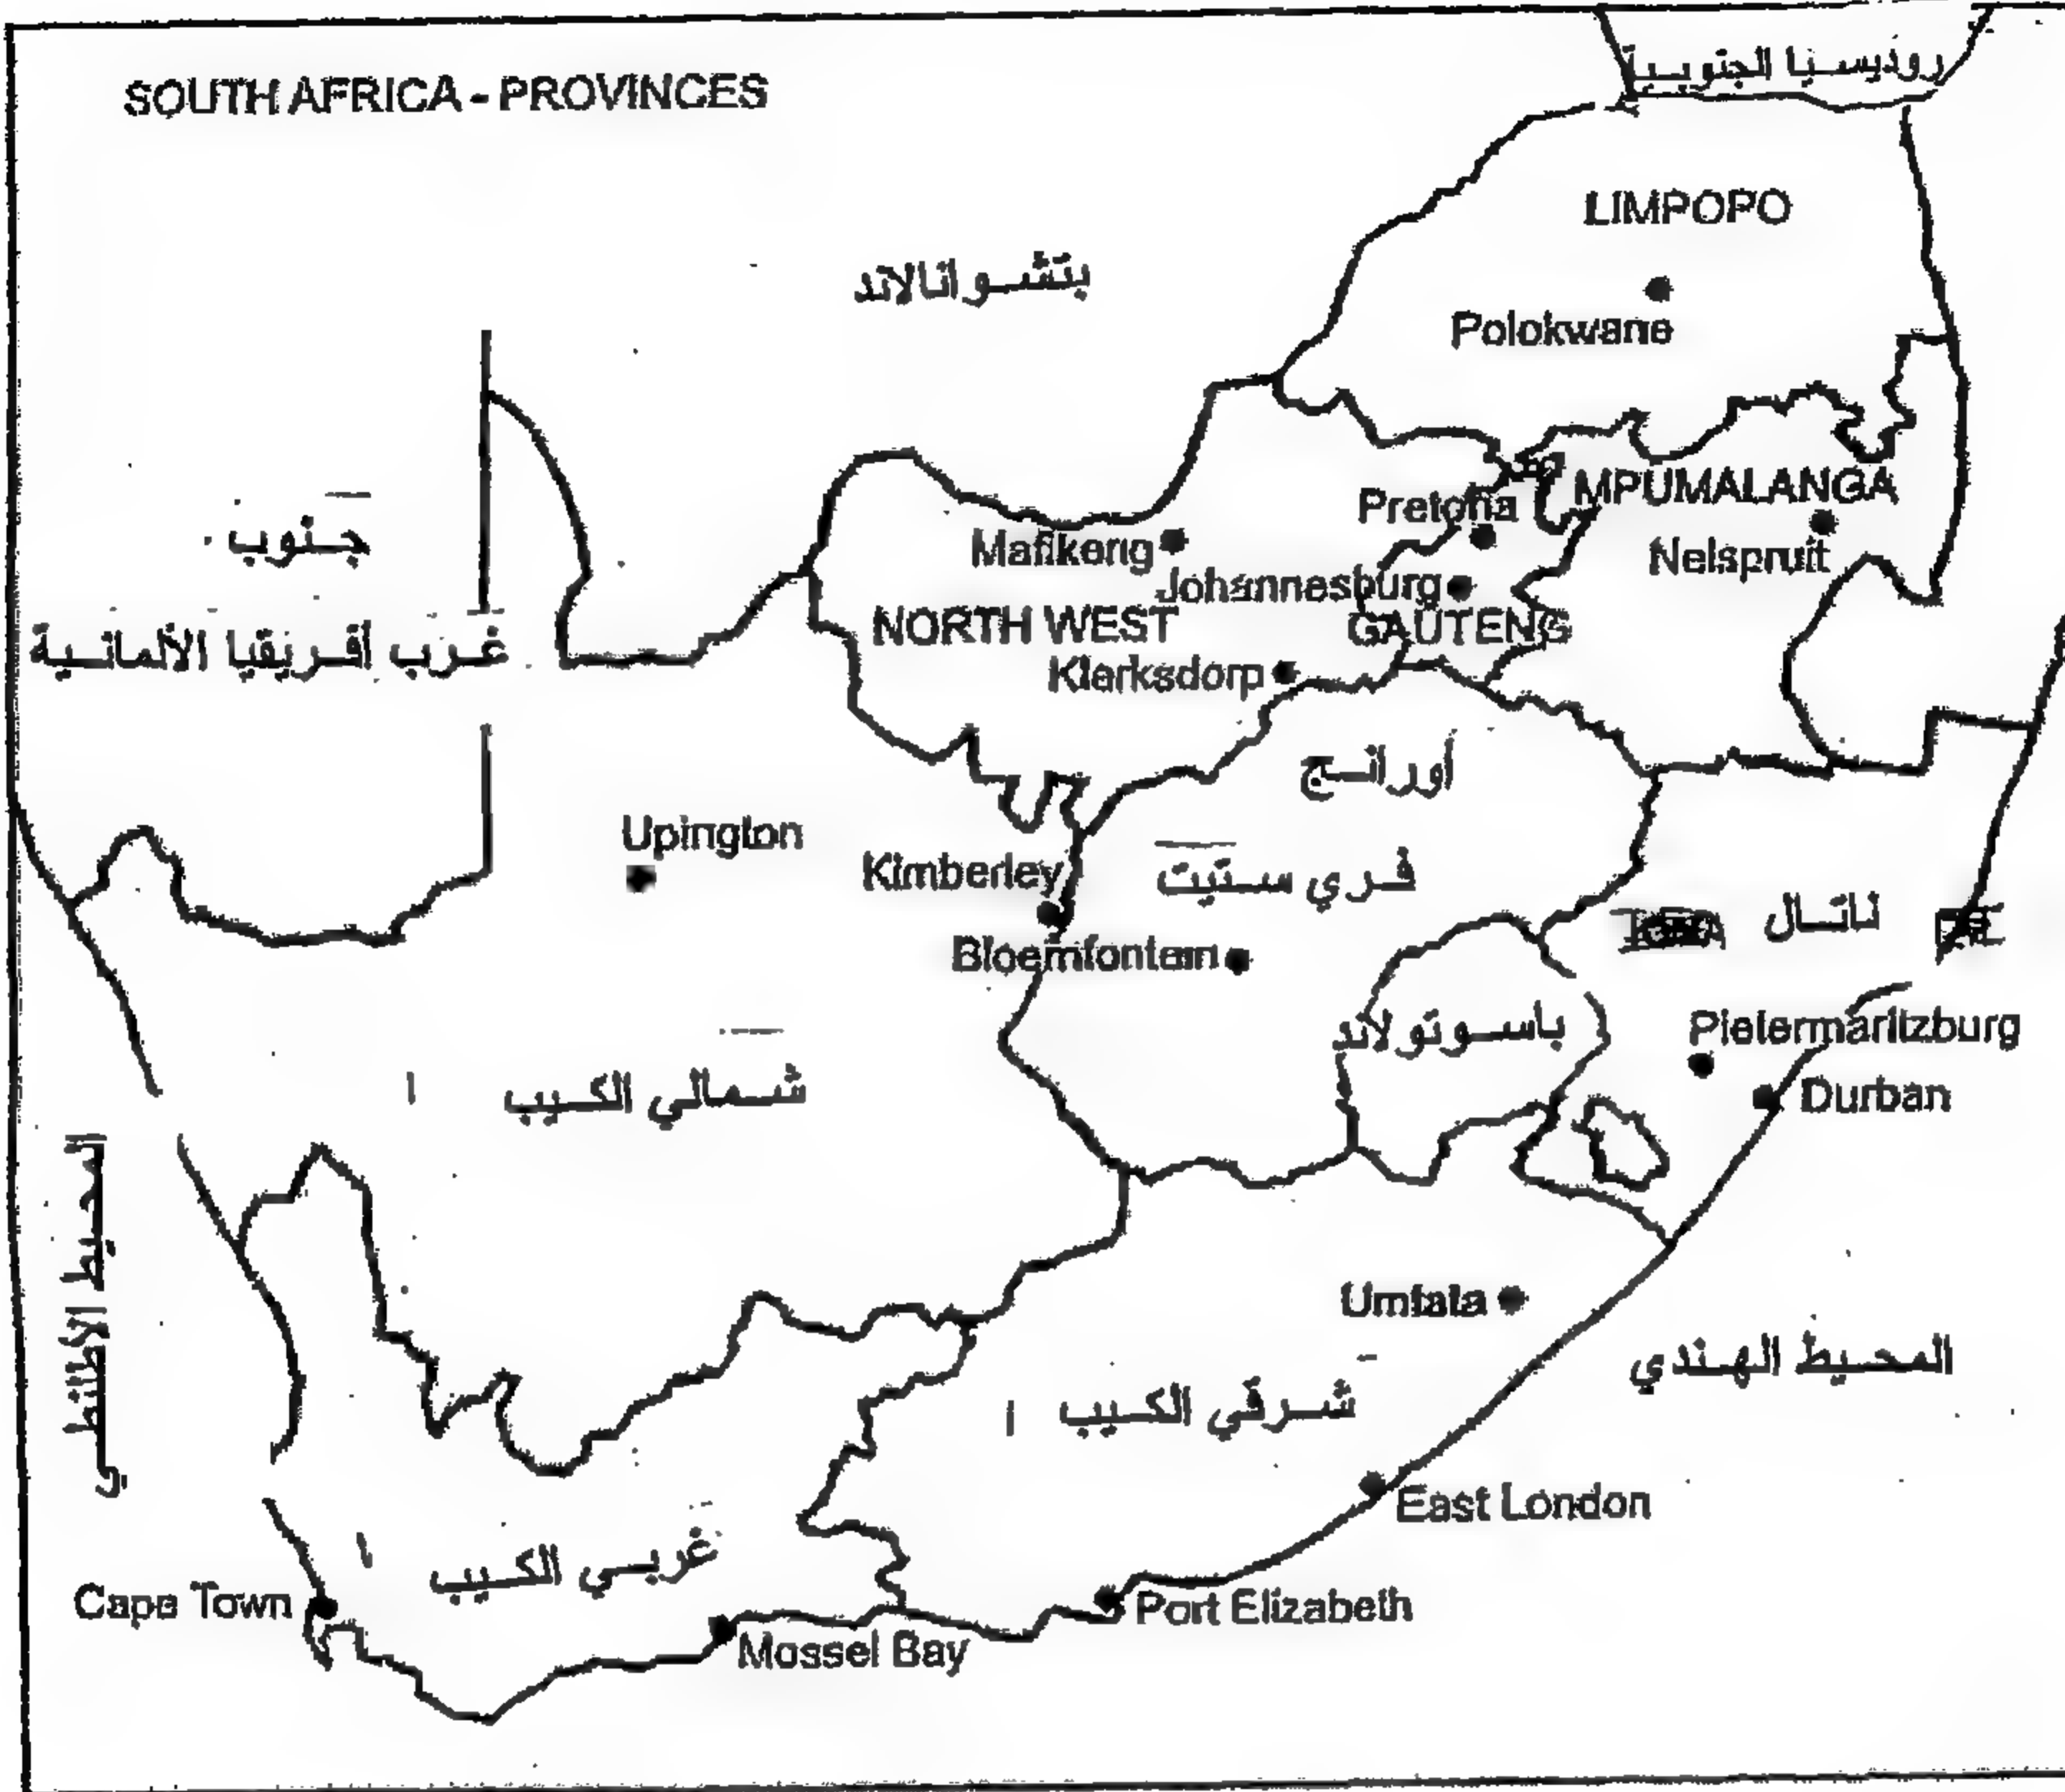 روديسيا الجنوبية
SOUTH AFRICA - PROVINCES
LIMPOPO
بتشوانالاند
Polokwane
MPUMALANGA
Pretoria
جنوب
Mafikeng
Nelspruit
Johannesburg
NORTH WEST
GAUTENG
غرب أفريقيا الألمانية
Klerksdorp
أورانج
Upington
Kimberley
فري ستيت
ناتال
Bloemfontein
باسوتولاند
Pietermaritzburg
شمالي الكيب
Durban
المحيط الأطلنطي
Umtata
المحيط الهندي
شرقي الكيب
East London
غربي الكيب
Cape Town
Port Elizabeth
Mossel Bay